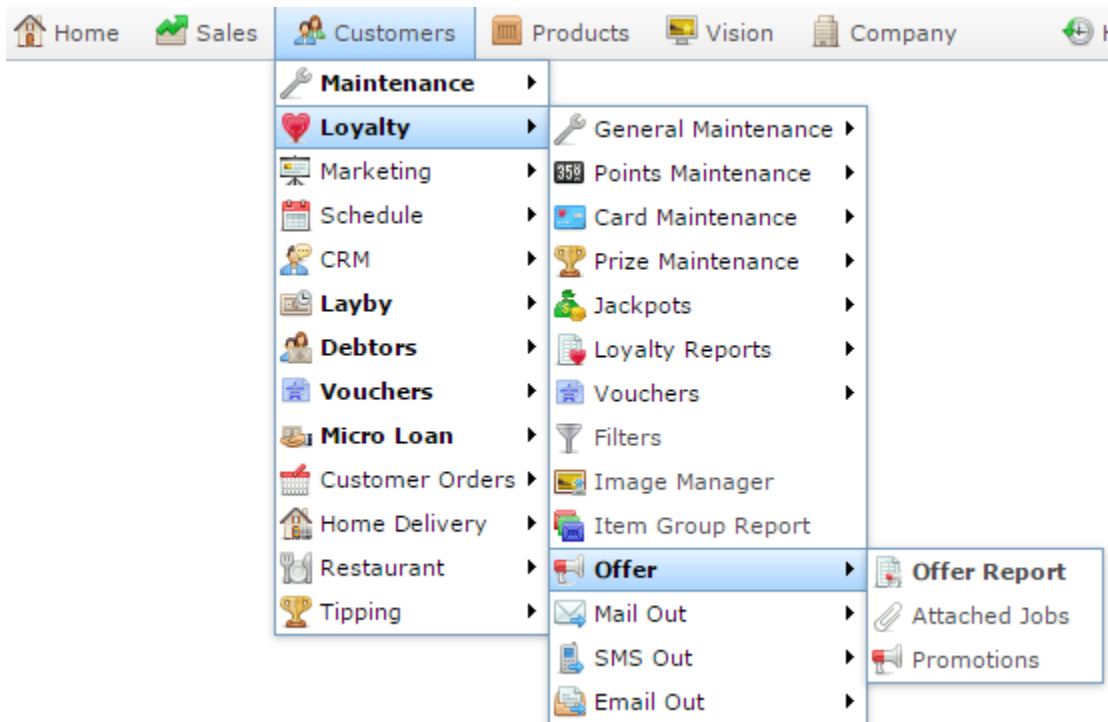 Home Sales Customers Products Vision Company
Maintenance
Loyalty
Marketing
Schedule
CRM
Layby
Debtors
Vouchers
Micro Loan
Customer Orders
Home Delivery
Restaurant
Tipping
General Maintenance
Points Maintenance
Card Maintenance
Prize Maintenance
Jackpots
Loyalty Reports
Vouchers
Filters
Image Manager
Item Group Report
Offer
Mail Out
SMS Out
Email Out
Offer Report
Attached Jobs
Promotions